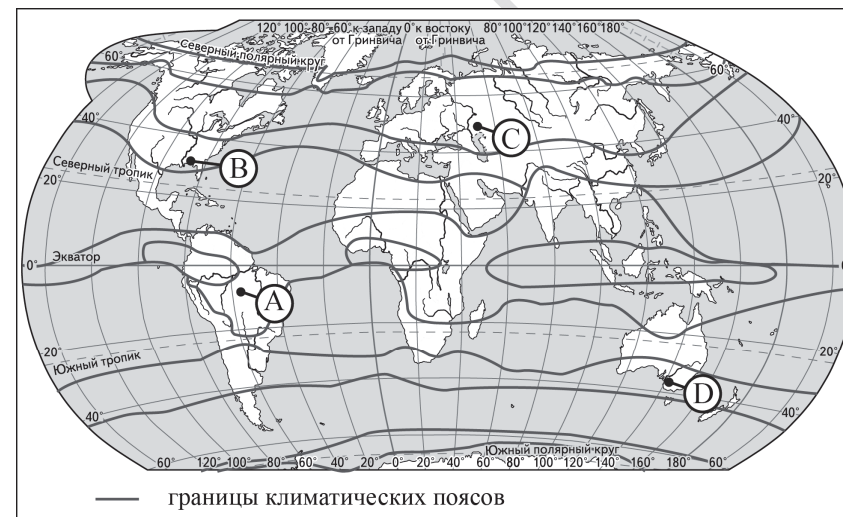 120° 100° 80° 60° к западу 0° к востоку 80° 100° 120° 140° 160° 180°
от Гринвича от Гринвича
Северный полярный круг
60° 60°
40° 40°
C
B
Северный тропик
20° 20°
Экватор
0° 0°
A
20° 20°
Южный тропик
D
40° 40°
Южный полярный круг
60° 120° 100° 80° 60° 40° 20° 0° 20° 40° 60° 80° 100° 120° 140° 160° 180° 60°
границы климатических поясов